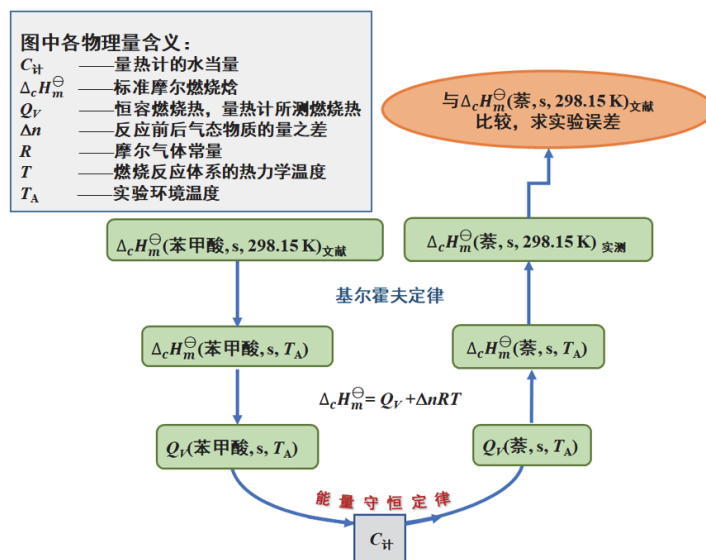 图中各物理量含义：
C计 ——量热计的水当量
ΔcHm⊖ ——标准摩尔燃烧焓
QV ——恒容燃烧热，量热计所测燃烧热
Δn ——反应前后气态物质的量之差
R ——摩尔气体常量
T ——燃烧反应体系的热力学温度
TA ——实验环境温度
与ΔcHm⊖(萘, s, 298.15 K)文献
比较，求实验误差
ΔcHm⊖(苯甲酸, s, 298.15 K)文献
ΔcHm⊖(萘, s, 298.15 K) 实测
基尔霍夫定律
ΔcHm⊖(苯甲酸, s, TA)
ΔcHm⊖(萘, s, TA)
ΔcHm⊖= QV +ΔnRT
QV(苯甲酸, s, TA)
QV(萘, s, TA)
能量守恒定律
C计